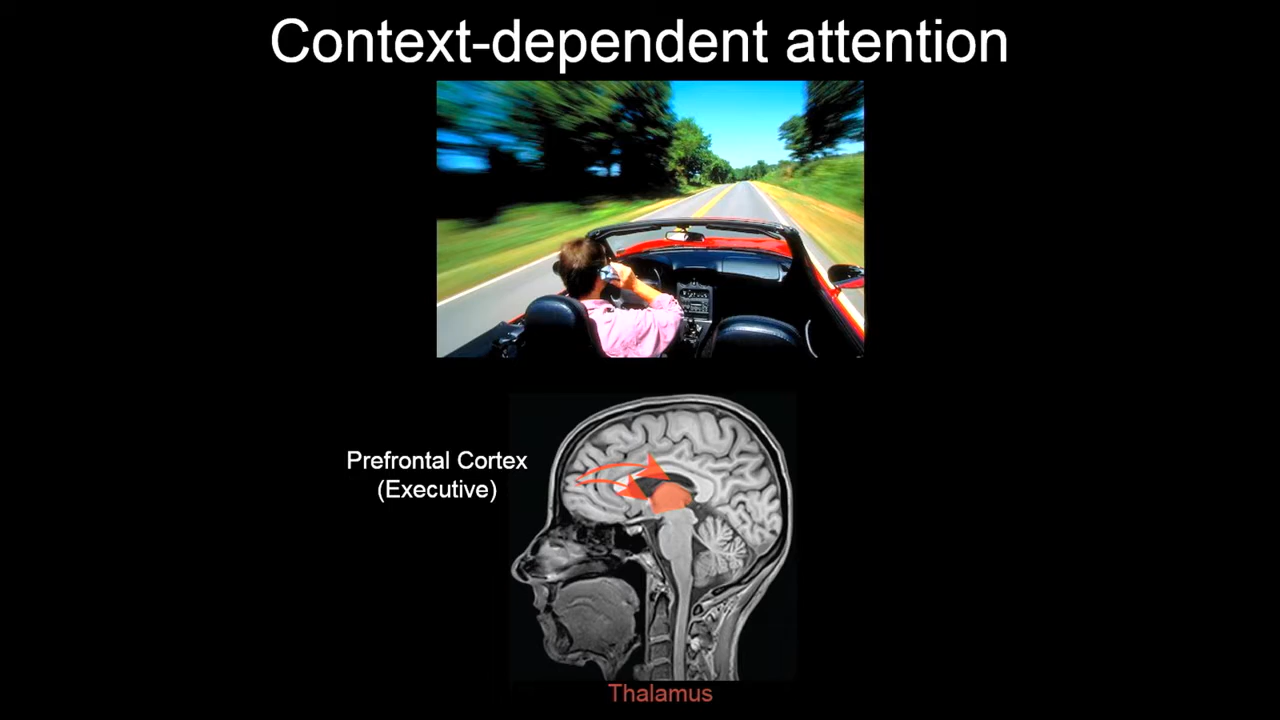 Context-dependent attention
Prefrontal Cortex
(Executive)
Thalamus